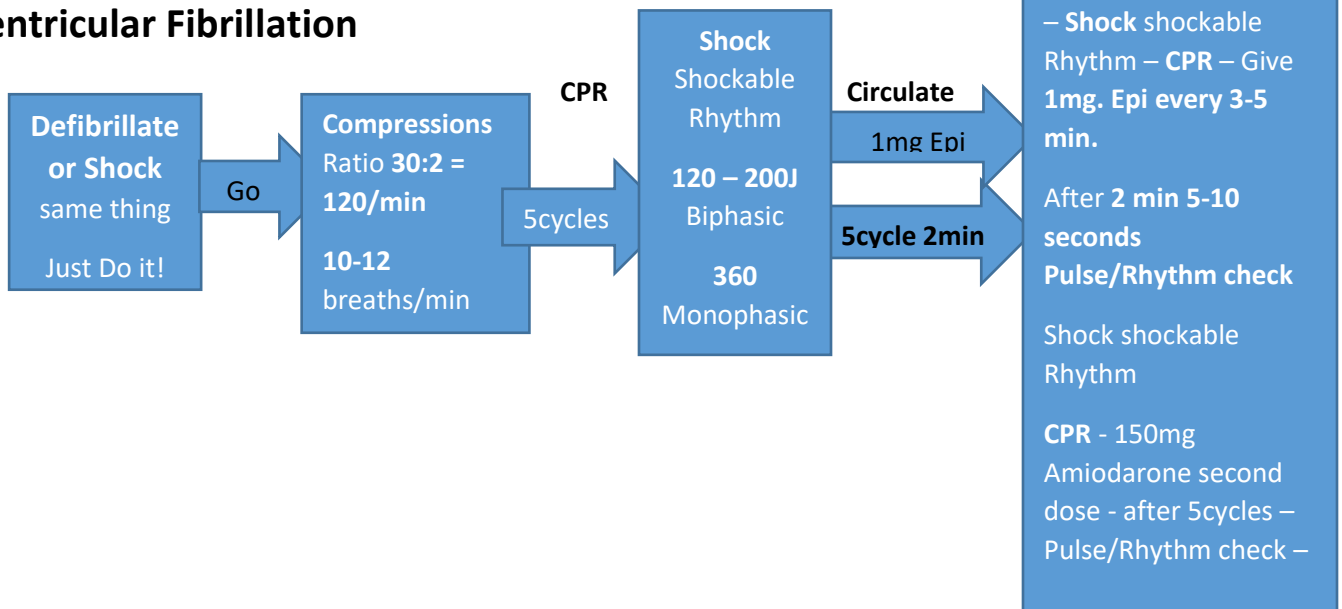 entricular Fibrillation
Defibrillate
or Shock
same thing
Just Do it!
Go
Compressions
Ratio 30:2 =
120/min
10-12
breaths/min
CPR
5cycles
Shock
Shockable
Rhythm
120 – 200J
Biphasic
360
Monophasic
Circulate
1mg Epi
5cycle 2min
– Shock shockable
Rhythm – CPR – Give
1mg. Epi every 3-5
min.
After 2 min 5-10
seconds
Pulse/Rhythm check
Shock shockable
Rhythm
CPR - 150mg
Amiodarone second
dose - after 5cycles –
Pulse/Rhythm check –